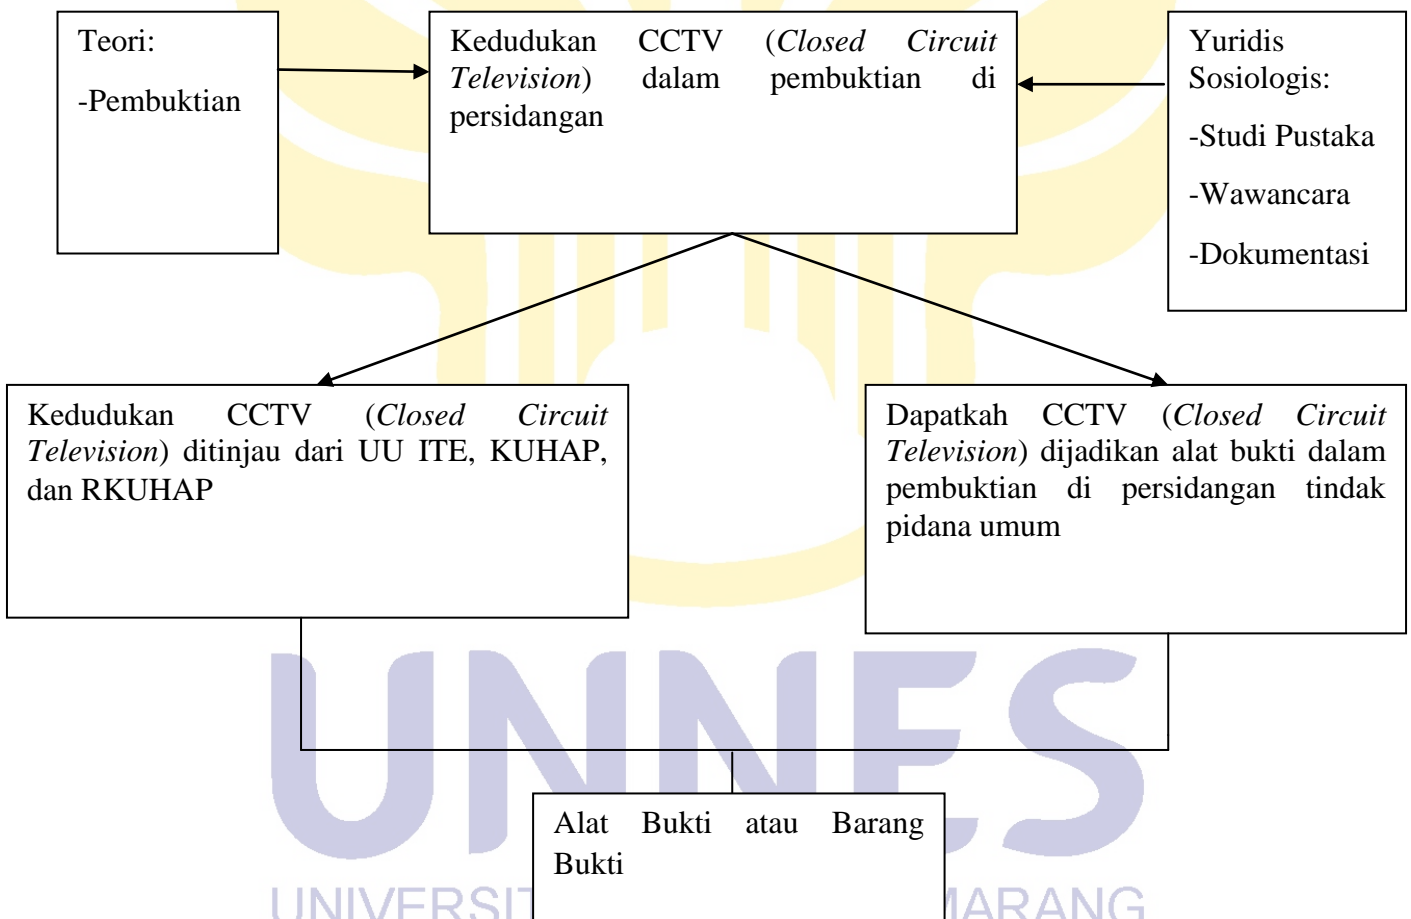 Teori:
-Pembuktian
Kedudukan CCTV (Closed Circuit
Television) dalam pembuktian di
persidangan
Yuridis
Sosiologis:
-Studi Pustaka
-Wawancara
-Dokumentasi
Kedudukan CCTV (Closed Circuit
Television) ditinjau dari UU ITE, KUHAP,
dan RKUHAP
Dapatkah CCTV (Closed Circuit
Television) dijadikan alat bukti dalam
pembuktian di persidangan tindak
pidana umum
Alat Bukti atau Barang
Bukti
UNNES